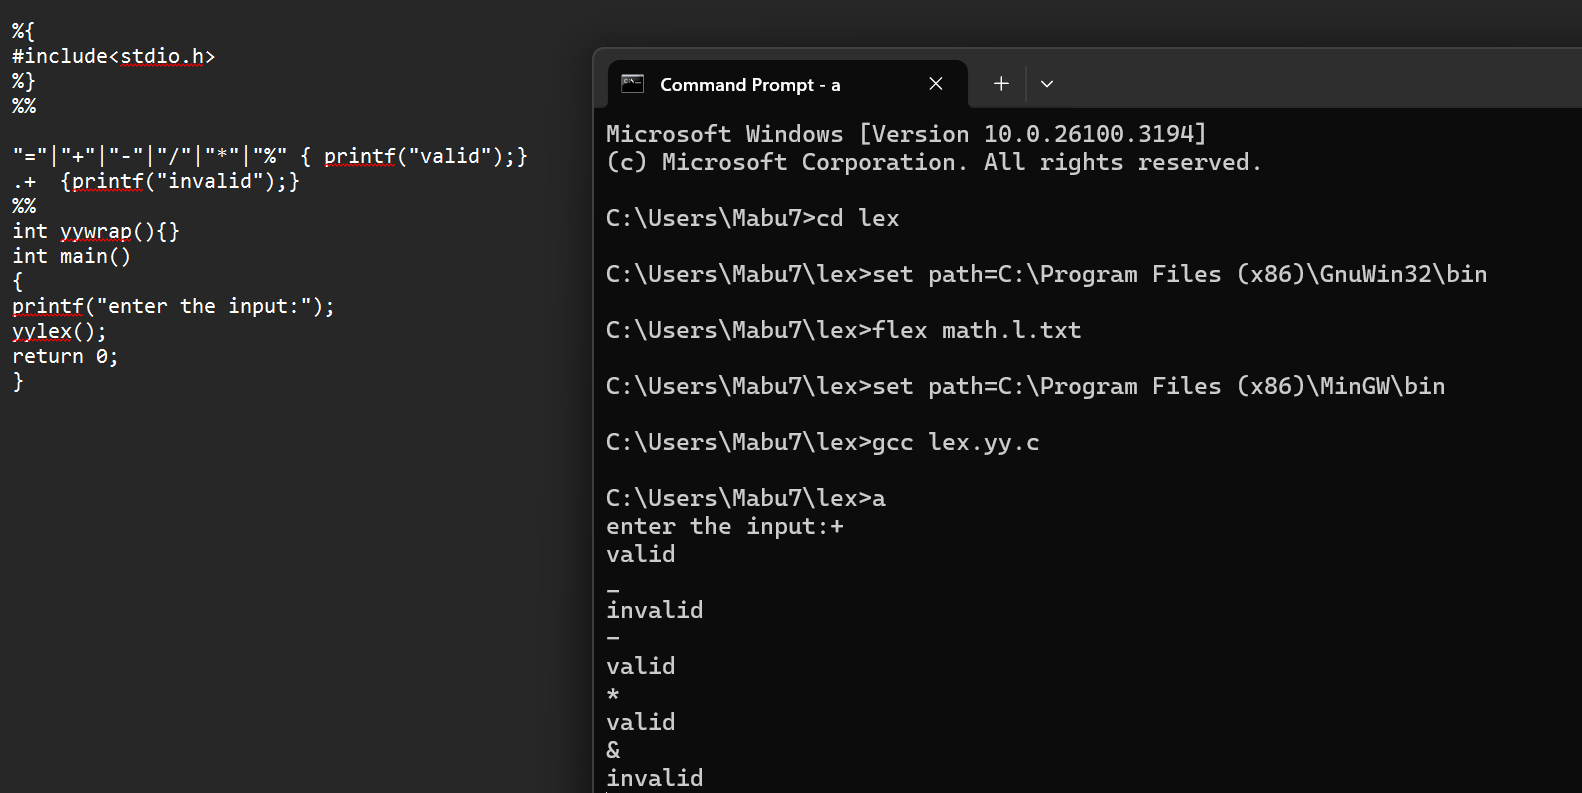 %{
#include<stdio.h>
%}
%%
"="|"+"|"-"|"/"|"*"|"%" { printf("valid");}
.+  {printf("invalid");}
%%
int yywrap(){}
int main()
{
printf("enter the input:");
yylex();
return 0;
}
Command Prompt - a
Microsoft Windows [Version 10.0.26100.3194]
(c) Microsoft Corporation. All rights reserved.
C:\Users\Mabu7>cd lex
C:\Users\Mabu7\lex>set path=C:\Program Files (x86)\GnuWin32\bin
C:\Users\Mabu7\lex>flex math.l.txt
C:\Users\Mabu7\lex>set path=C:\Program Files (x86)\MinGW\bin
C:\Users\Mabu7\lex>gcc lex.yy.c
C:\Users\Mabu7\lex>a
enter the input:+
valid
_
invalid
-
valid
*
valid
&
invalid